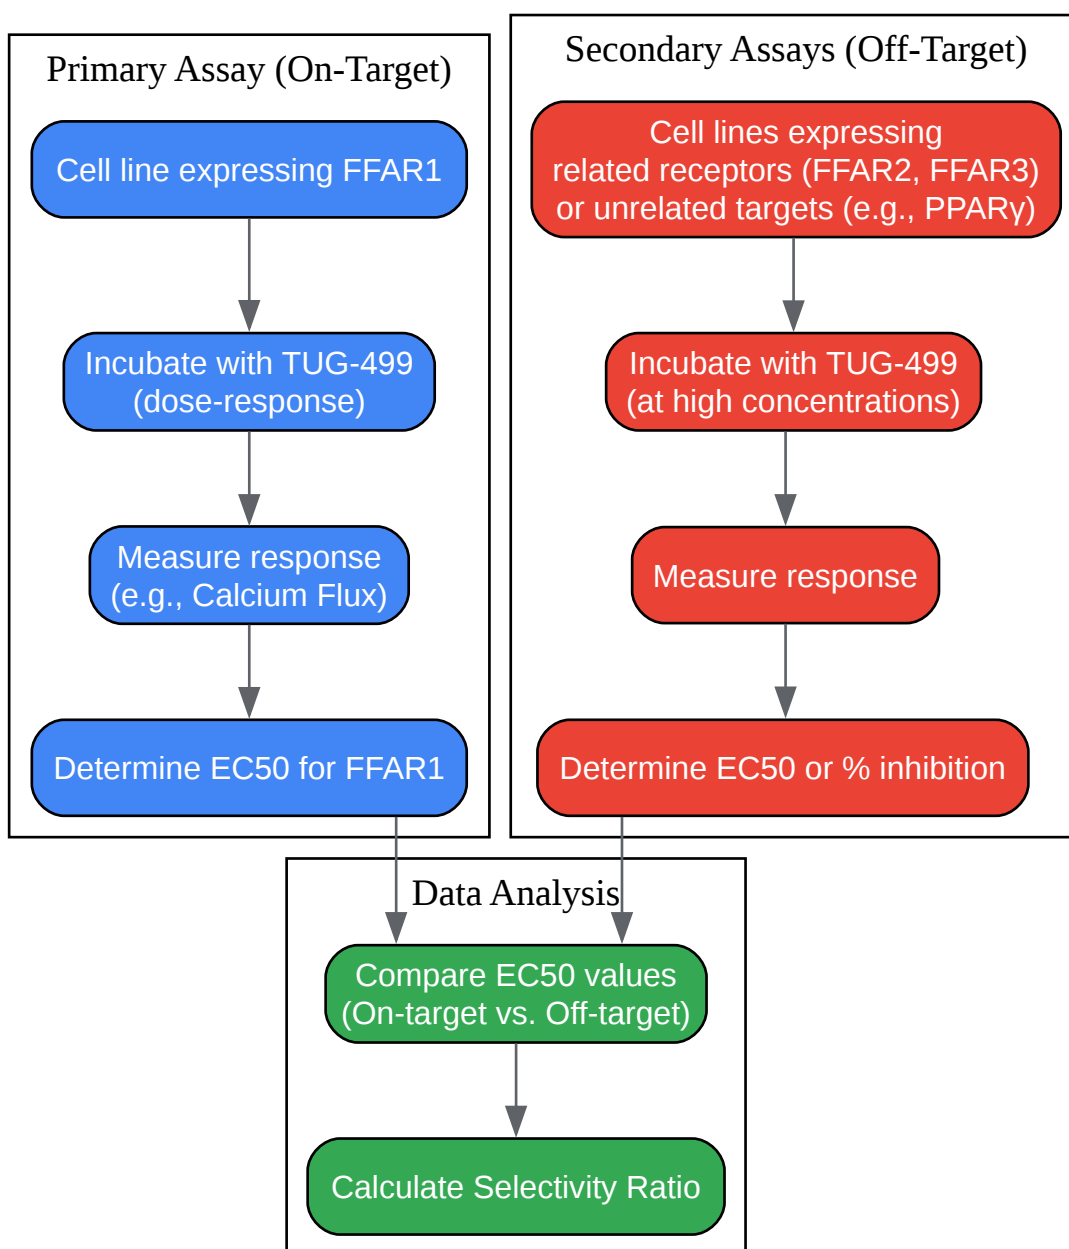 Primary Assay (On-Target)
Cell line expressing FFAR1
Incubate with TUG-499
(dose-response)
Measure response
(e.g., Calcium Flux)
Determine EC50 for FFAR1
Secondary Assays (Off-Target)
Cell lines expressing
related receptors (FFAR2, FFAR3)
or unrelated targets (e.g., PPARγ)
Incubate with TUG-499
(at high concentrations)
Measure response
Determine EC50 or % inhibition
Data Analysis
Compare EC50 values
(On-target vs. Off-target)
Calculate Selectivity Ratio